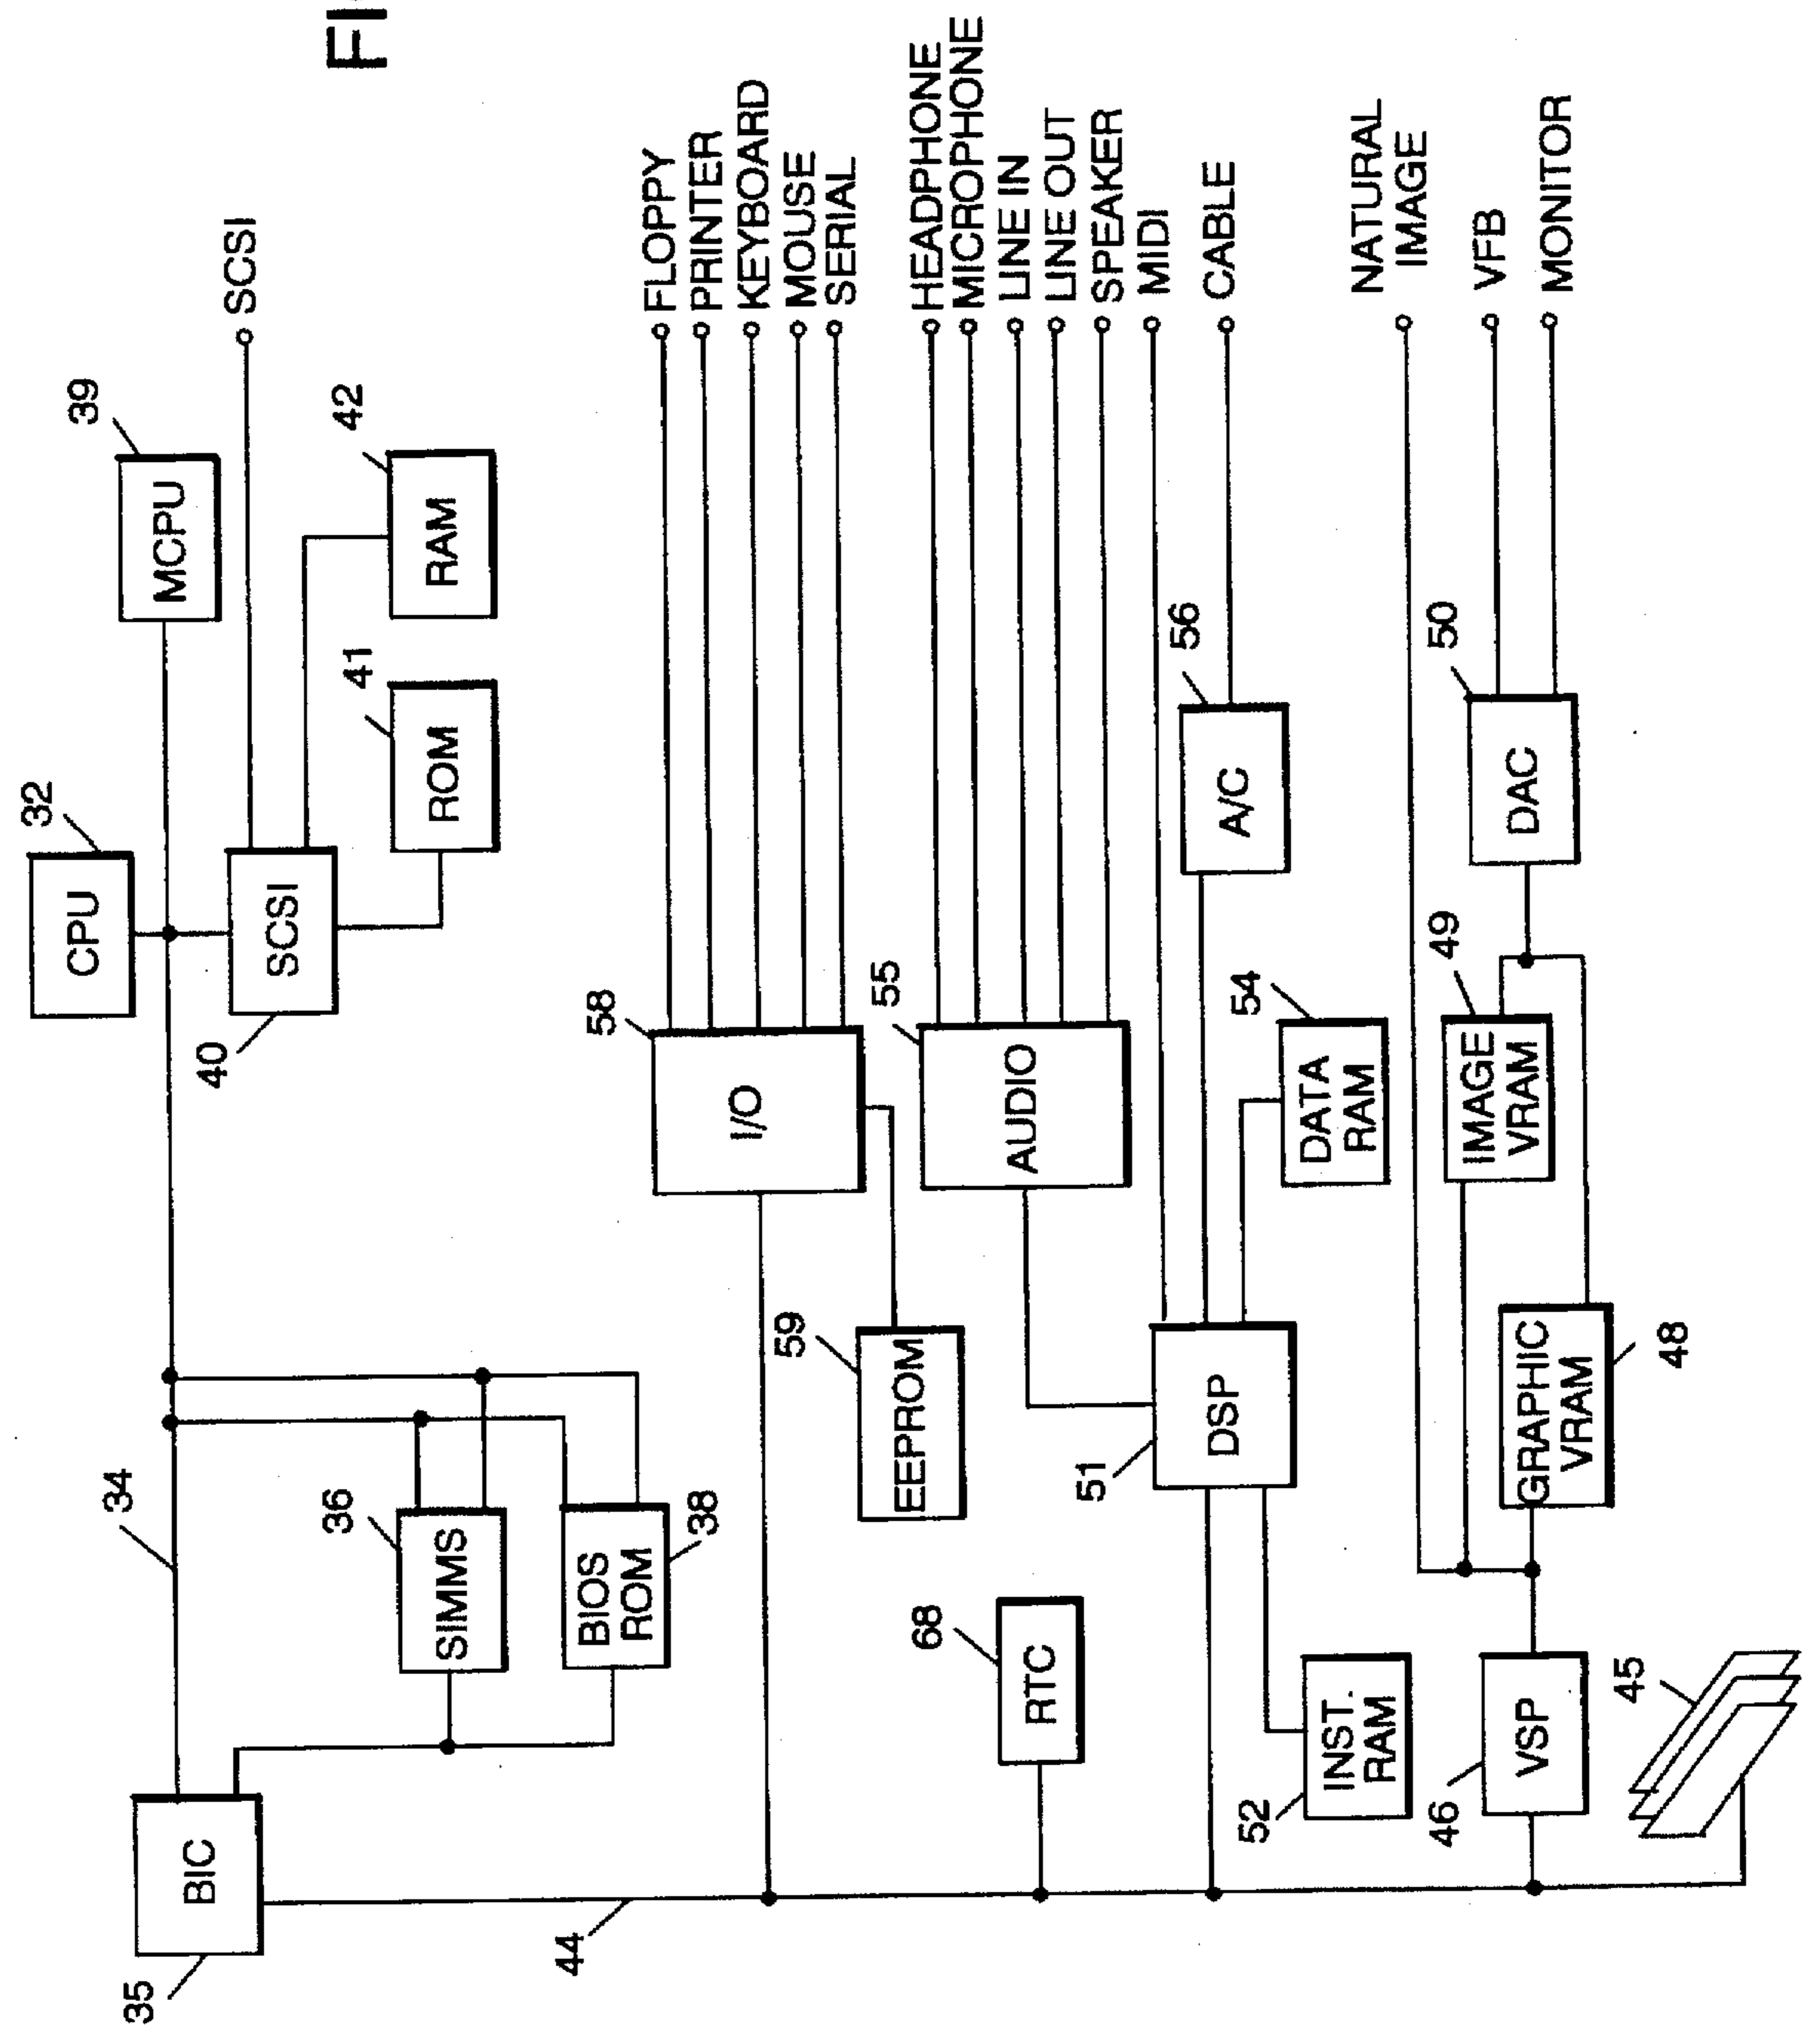 FI
39
MCPU
SCSI
32
CPU
42
RAM
41
ROM
SCSI
40
34
36
SIMMS
BIOS
ROM
38
BIC
35
FLOPPY
PRINTER
KEYBOARD
MOUSE
SERIAL
58
I/O
59
EEPROM
44
HEADPHONE
MICROPHONE
LINE IN
LINE OUT
SPEAKER
MIDI
CABLE
55
AUDIO
56
A/C
54
DATA
RAM
51
DSP
68
RTC
52
INST.
RAM
NATURAL
IMAGE
VFB
MONITOR
50
DAC
49
IMAGE
VRAM
GRAPHIC
VRAM
48
46
VSP
45